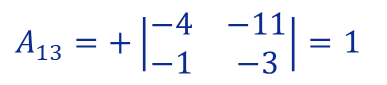 A₁₃ = + |−4 −11| = 1
|−1 −3|